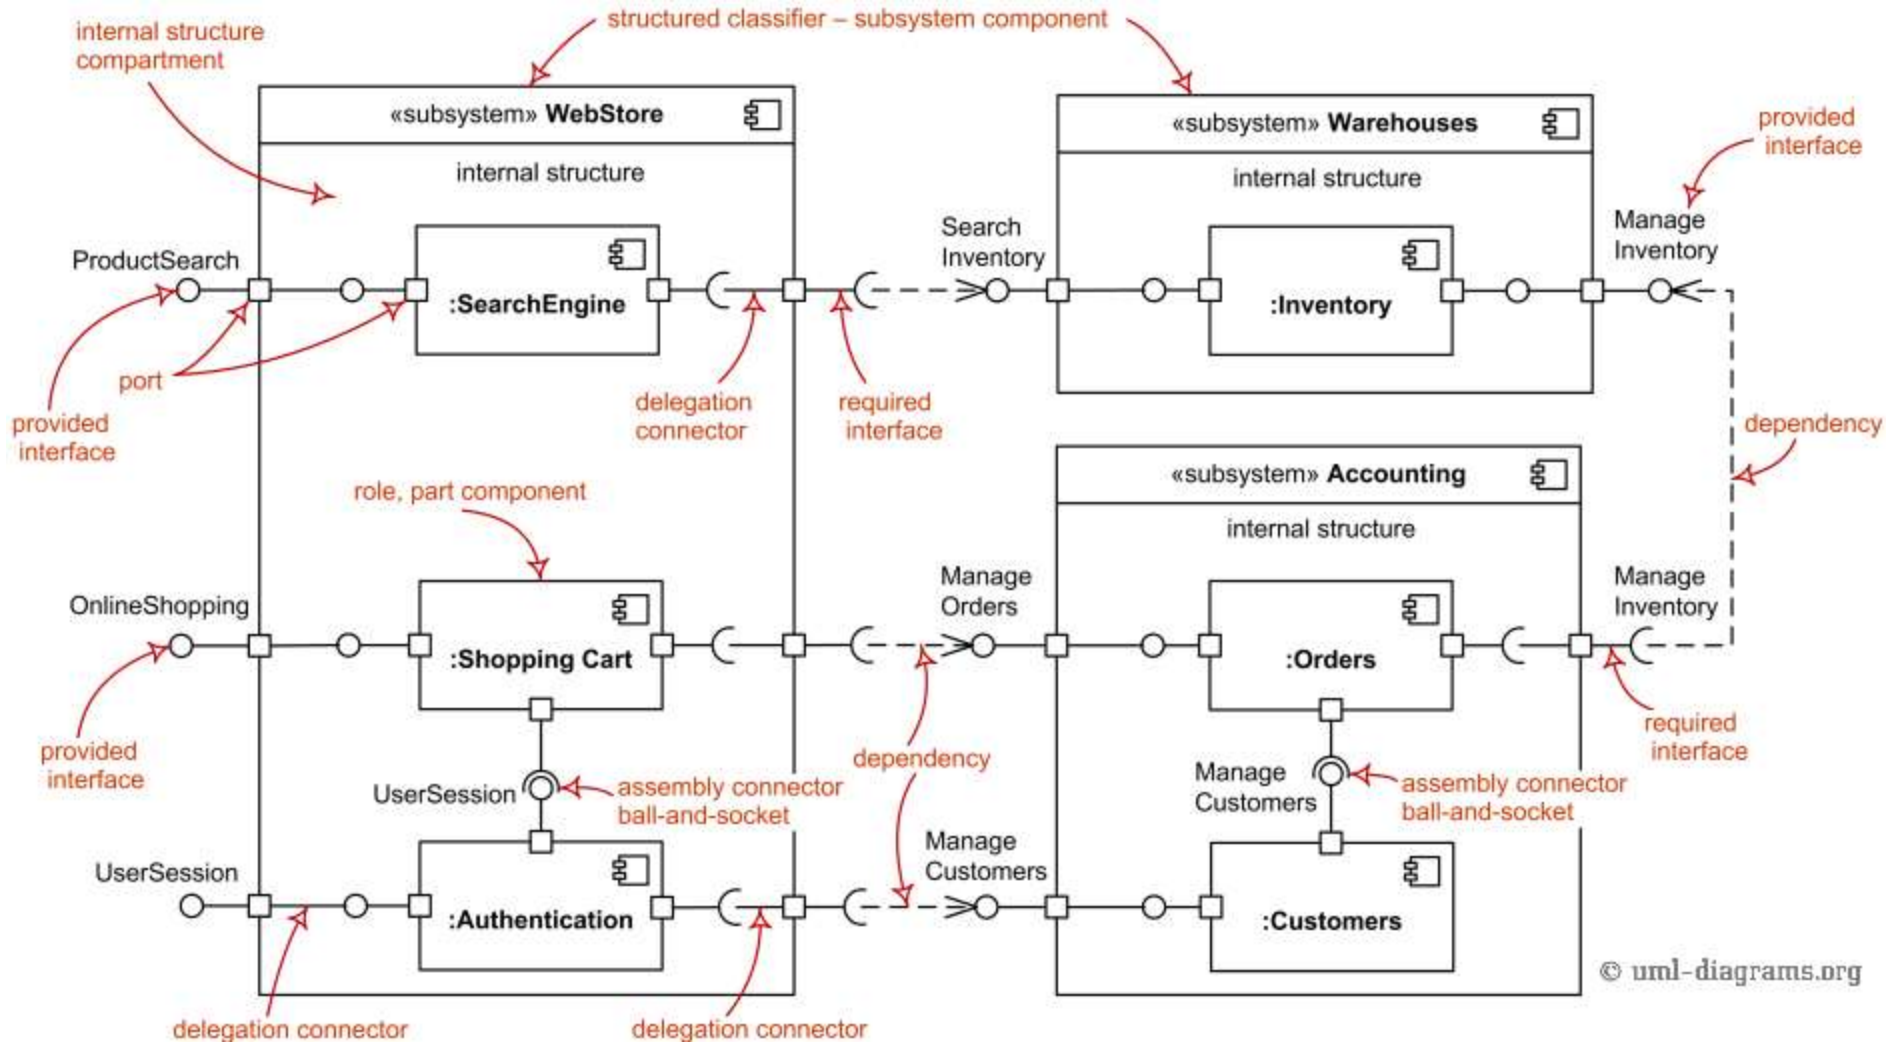 structured classifier – subsystem component
internal structure
compartment
«subsystem» WebStore
internal structure
ProductSearch
:SearchEngine
port
provided
interface
delegation
connector
required
interface
role, part component
OnlineShopping
:Shopping Cart
provided
interface
UserSession
assembly connector
ball-and-socket
UserSession
:Authentication
delegation connector
delegation connector
dependency
«subsystem» Warehouses
internal structure
Search
Inventory
:Inventory
provided
interface
Manage
Inventory
dependency
«subsystem» Accounting
internal structure
Manage
Orders
:Orders
Manage
Inventory
required
interface
Manage
Customers
assembly connector
ball-and-socket
Manage
Customers
:Customers
© uml-diagrams.org